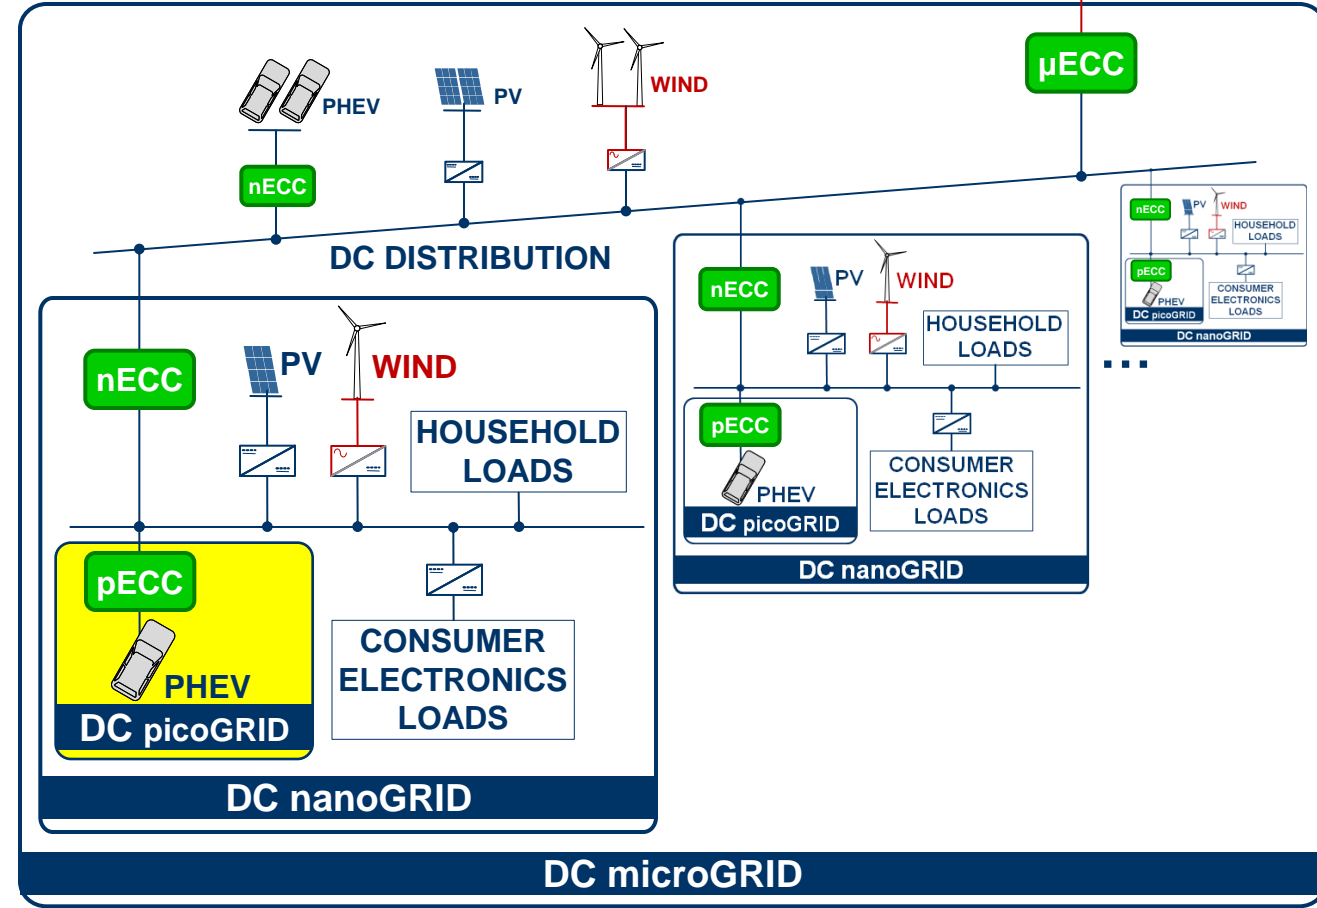 µECC
PHEV
PV
WIND
nECC
DC DISTRIBUTION
nECC
PV
WIND
HOUSEHOLD
LOADS
pECC
PHEV
DC picoGRID
CONSUMER
ELECTRONICS
LOADS
DC nanoGRID
nECC
PV
WIND
HOUSEHOLD
LOADS
pECC
PHEV
DC picoGRID
CONSUMER
ELECTRONICS
LOADS
DC nanoGRID
nECC
PV
WIND
HOUSEHOLD
LOADS
pECC
PHEV
DC picoGRID
CONSUMER
ELECTRONICS
LOADS
DC nanoGRID
...
DC microGRID